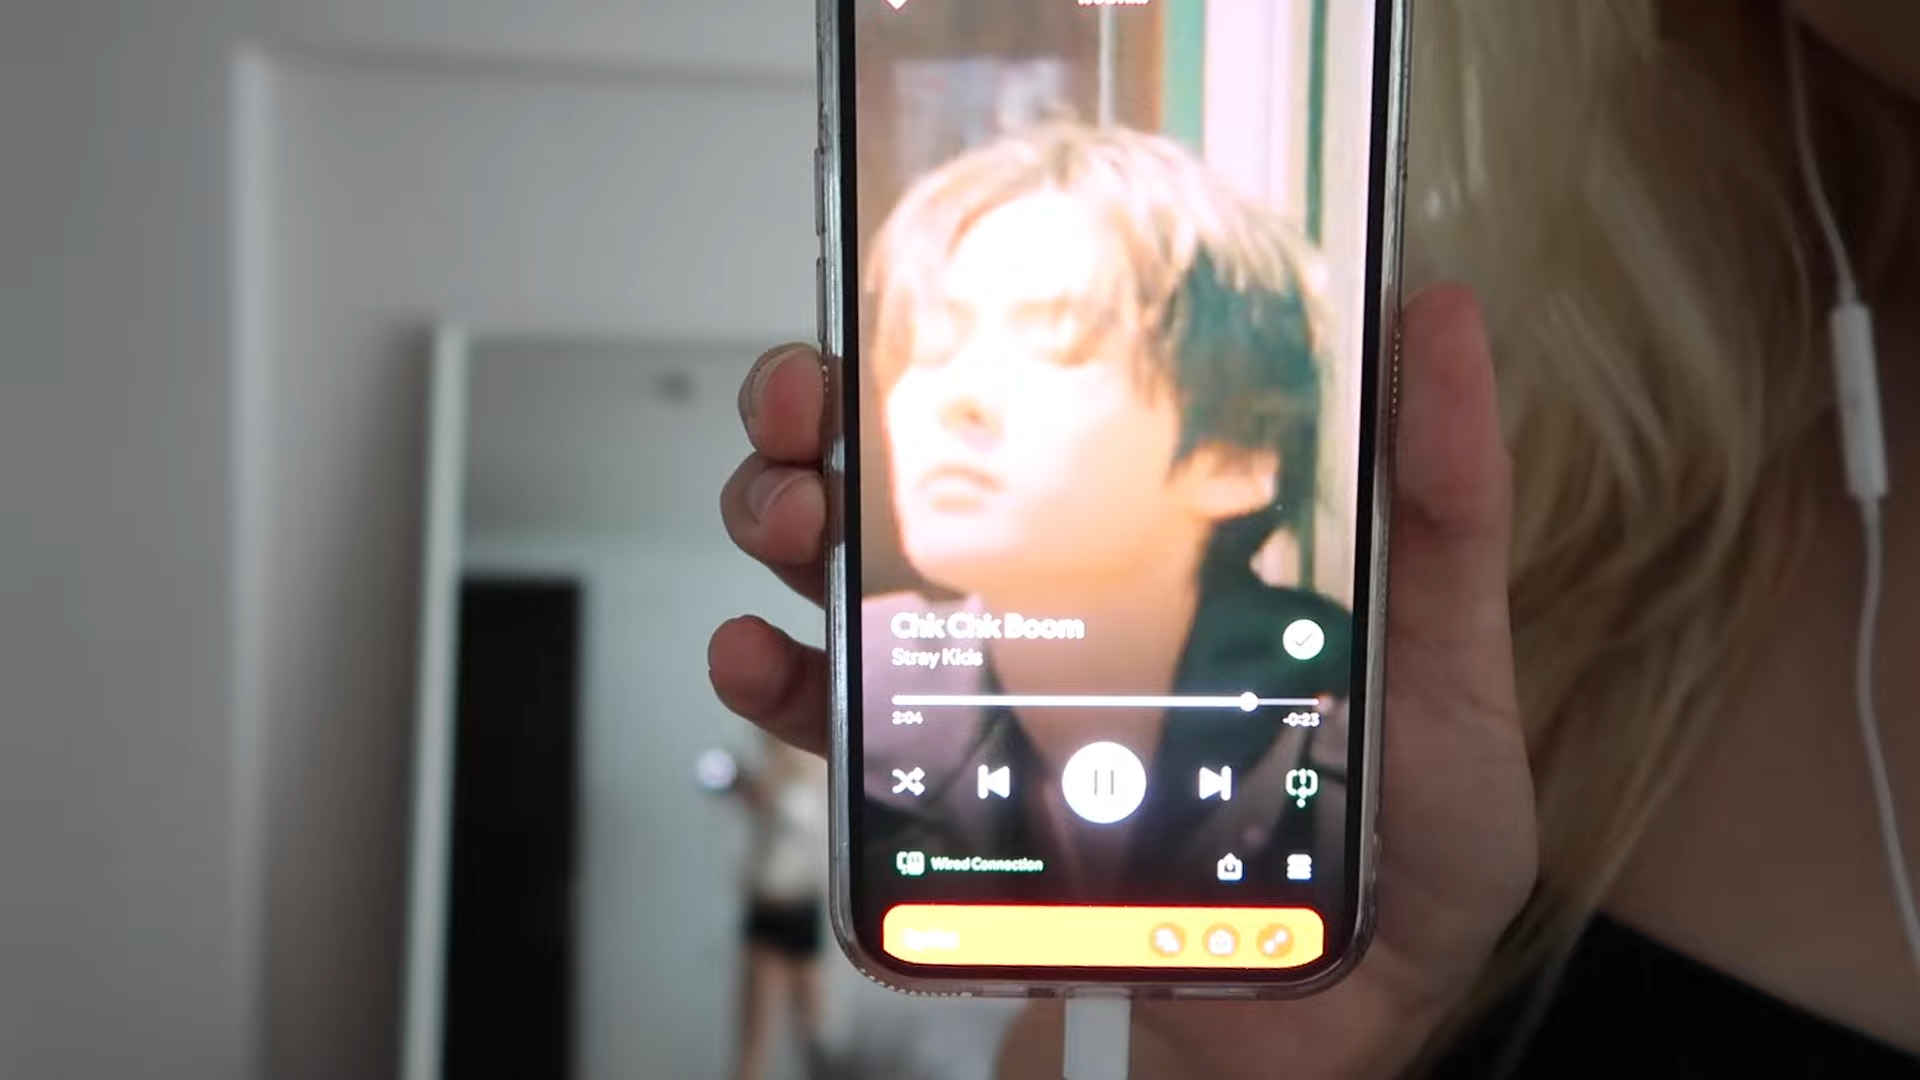 Chk Chk Boom
Stray Kids
2:04
-0:23
Wired Connection